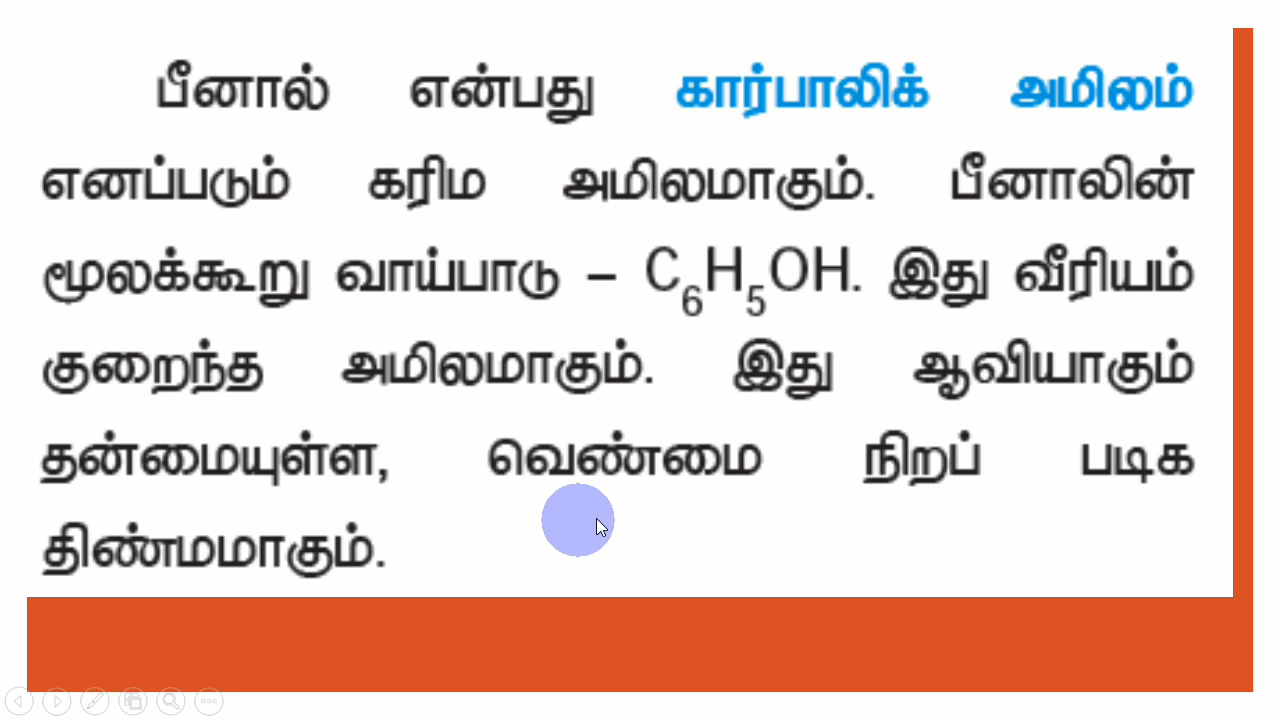 பீனால் என்பது கார்பாலிக் அமிலம்
எனப்படும் கரிம அமிலமாகும். பீனாலின்
மூலக்கூறு வாய்பாடு – C₆H₅OH. இது வீரியம்
குறைந்த அமிலமாகும். இது ஆவியாகும்
தன்மையுள்ள, வெண்மை நிறப் படிக
திண்மமாகும்.